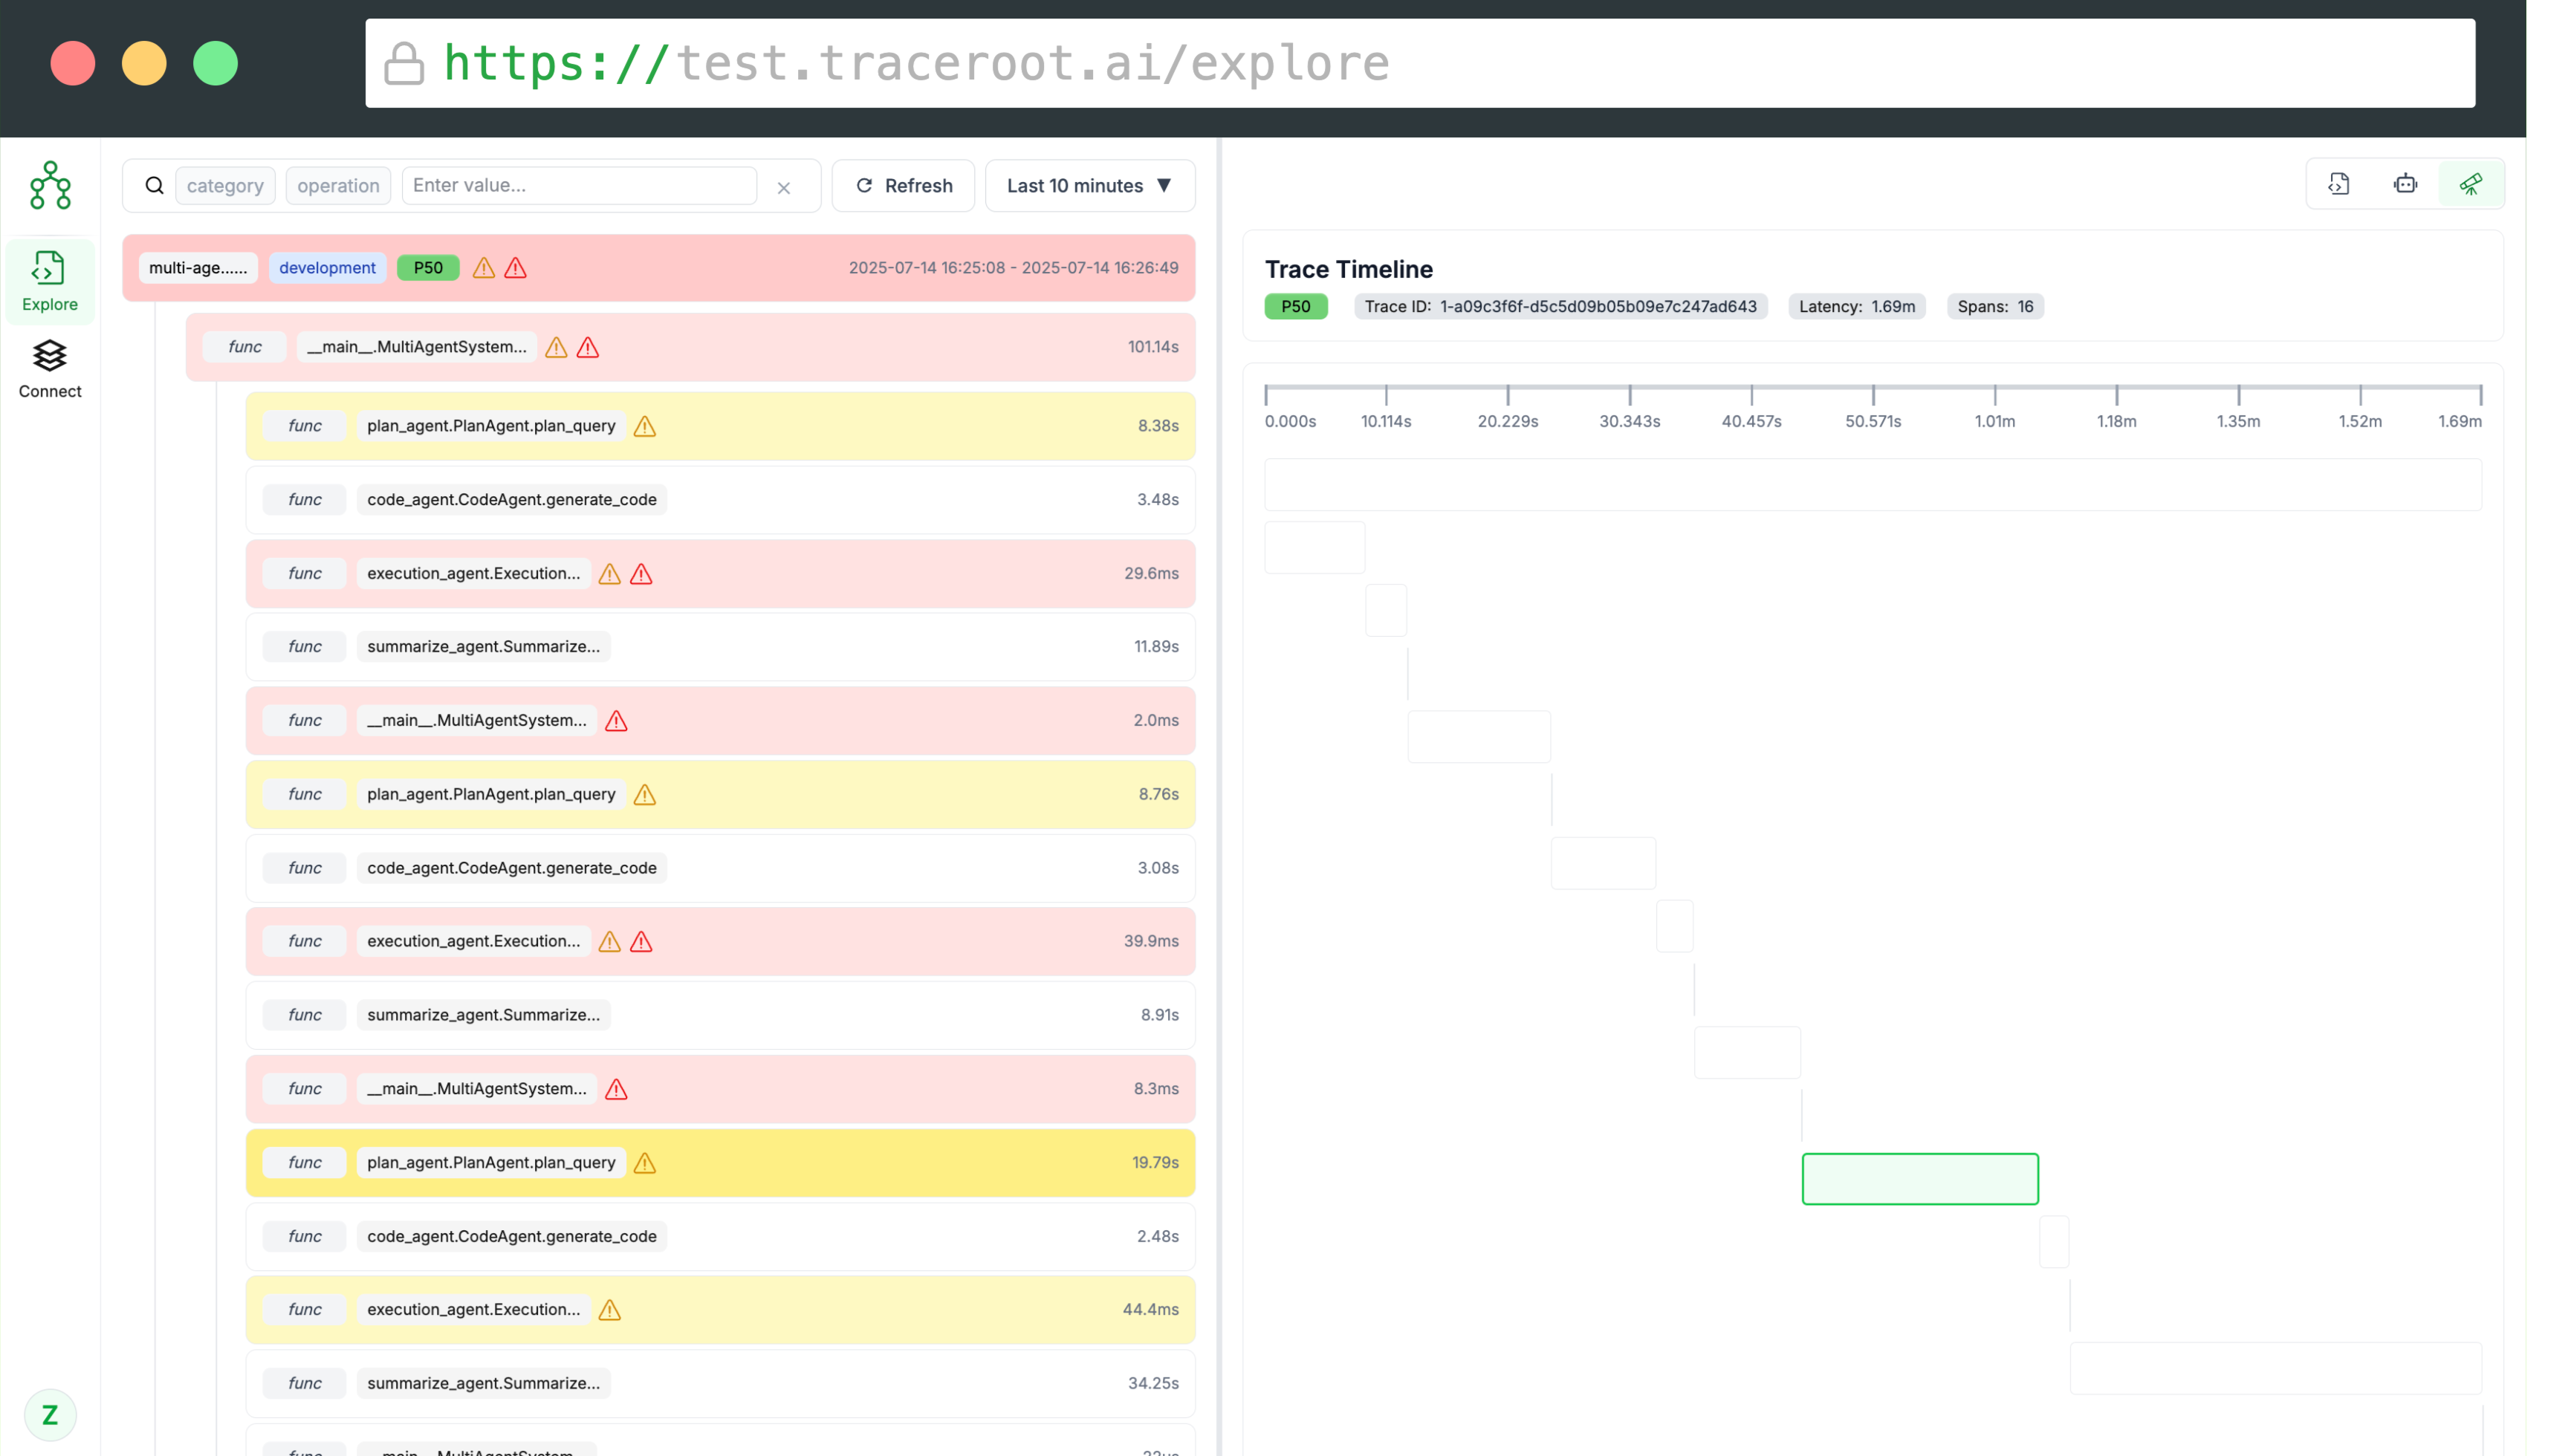 https://test.traceroot.ai/explore
category operation Enter value... Refresh Last 10 minutes ▼
Explore
Connect
Z
multi-age...... development P50 2025-07-14 16:25:08 - 2025-07-14 16:26:49
func __main__.MultiAgentSystem... 101.14s
func plan_agent.PlanAgent.plan_query 8.38s
func code_agent.CodeAgent.generate_code 3.48s
func execution_agent.Execution... 29.6ms
func summarize_agent.Summarize... 11.89s
func __main__.MultiAgentSystem... 2.0ms
func plan_agent.PlanAgent.plan_query 8.76s
func code_agent.CodeAgent.generate_code 3.08s
func execution_agent.Execution... 39.9ms
func summarize_agent.Summarize... 8.91s
func __main__.MultiAgentSystem... 8.3ms
func plan_agent.PlanAgent.plan_query 19.79s
func code_agent.CodeAgent.generate_code 2.48s
func execution_agent.Execution... 44.4ms
func summarize_agent.Summarize... 34.25s
Trace Timeline
P50 Trace ID: 1-a09c3f6f-d5c5d09b05b09e7c247ad643 Latency: 1.69m Spans: 16
0.000s 10.114s 20.229s 30.343s 40.457s 50.571s 1.01m 1.18m 1.35m 1.52m 1.69m